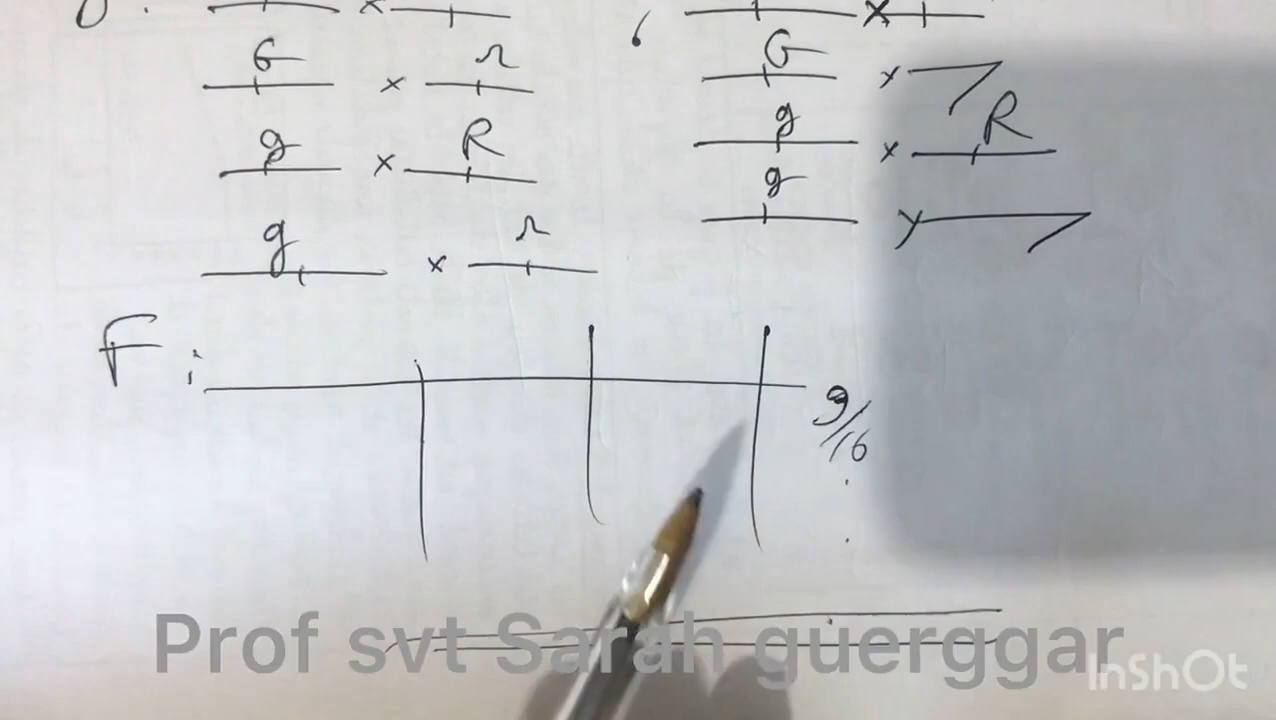 G x r G x
g x R g x R
g x r g x
F :
9/16
Prof svt Sarah guerggar
InShOt